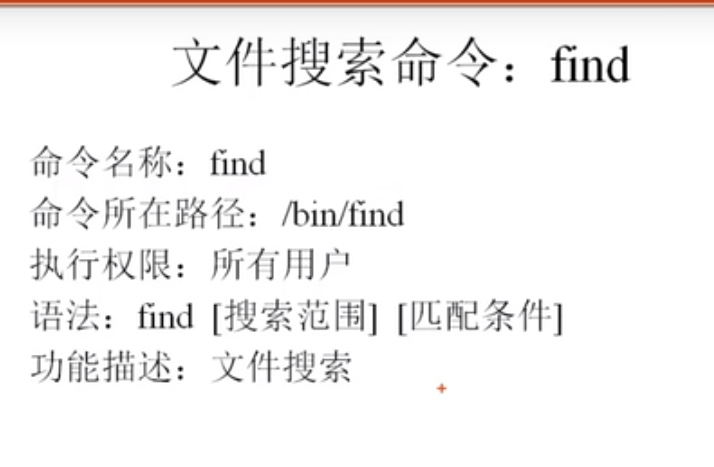 文件搜索命令：find
命令名称：find
命令所在路径：/bin/find
执行权限：所有用户
语法：find [搜索范围] [匹配条件]
功能描述：文件搜索